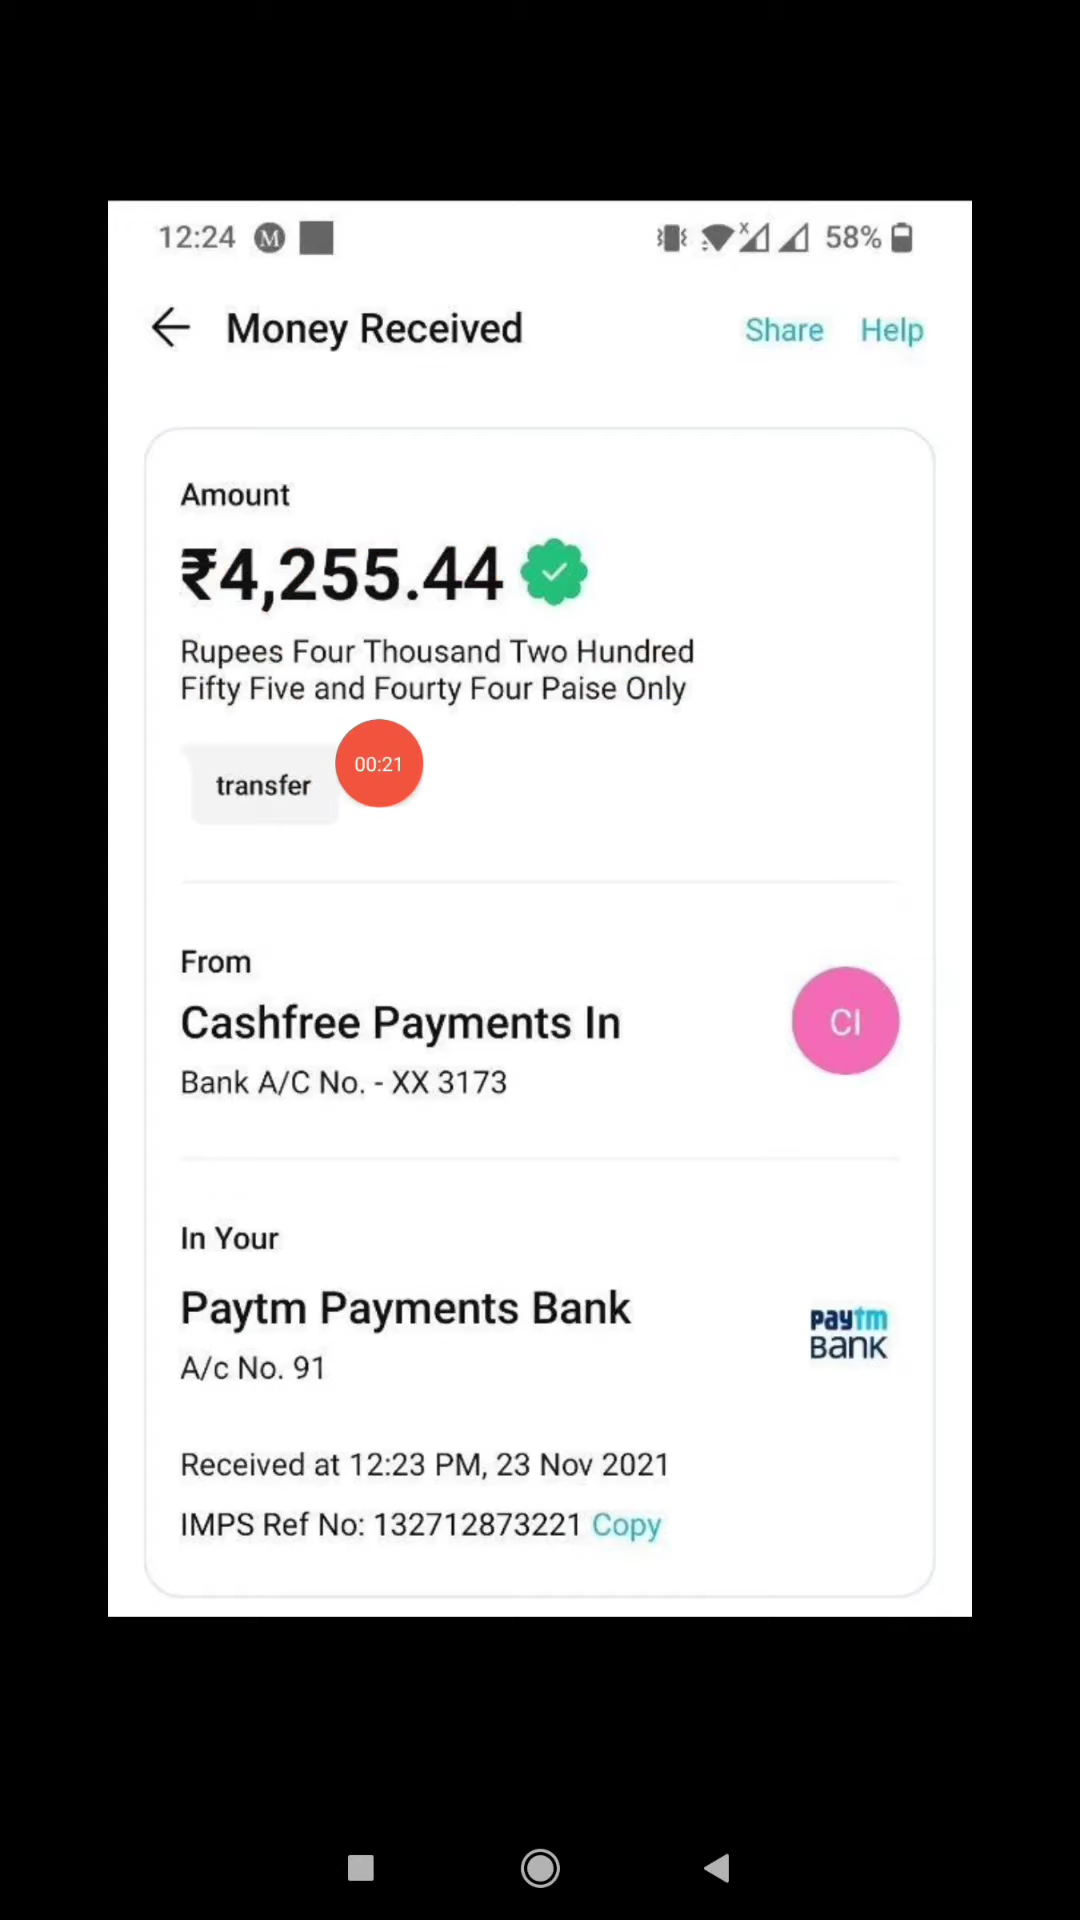 12:24 M 58%
Money Received Share Help
Amount
₹4,255.44
Rupees Four Thousand Two Hundred
Fifty Five and Fourty Four Paise Only
transfer 00:21
From
Cashfree Payments In CI
Bank A/C No. - XX 3173
In Your
Paytm Payments Bank
paytm
BANK
A/c No. 91
Received at 12:23 PM, 23 Nov 2021
IMPS Ref No: 132712873221 Copy